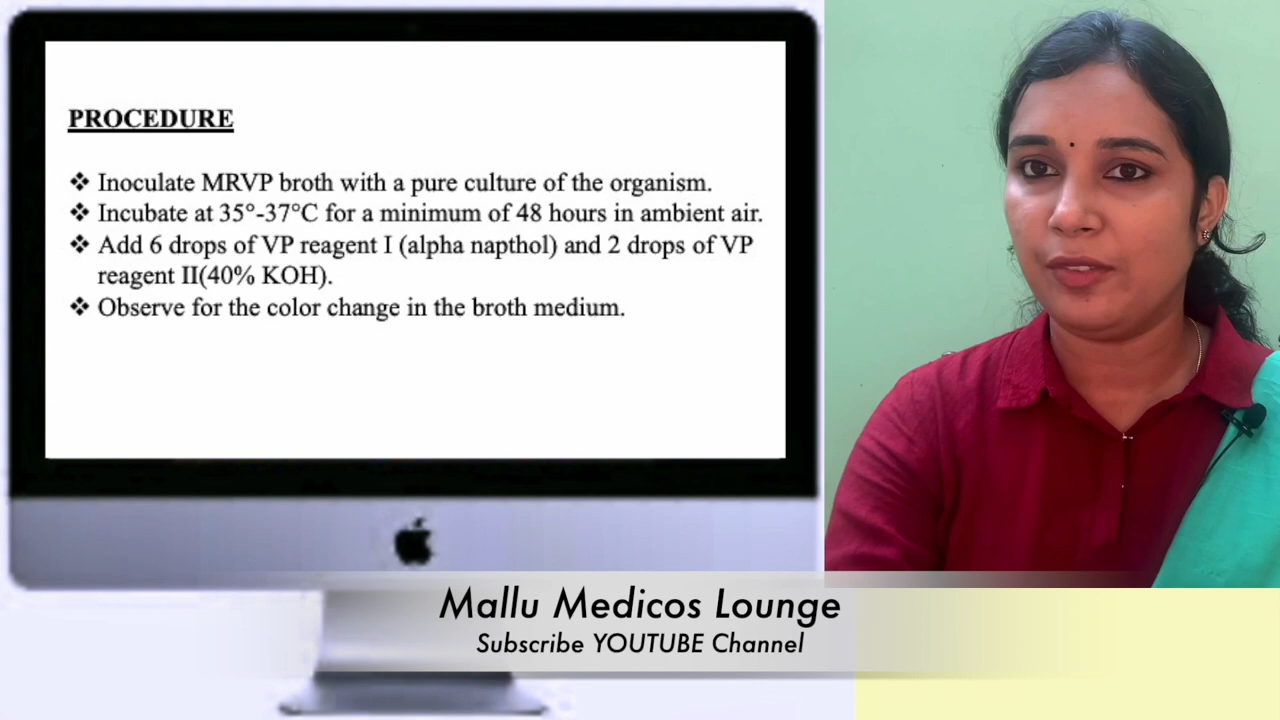 PROCEDURE
❖ Inoculate MRVP broth with a pure culture of the organism.
❖ Incubate at 35°-37°C for a minimum of 48 hours in ambient air.
❖ Add 6 drops of VP reagent I (alpha napthol) and 2 drops of VP
reagent II(40% KOH).
❖ Observe for the color change in the broth medium.
Mallu Medicos Lounge
Subscribe YOUTUBE Channel